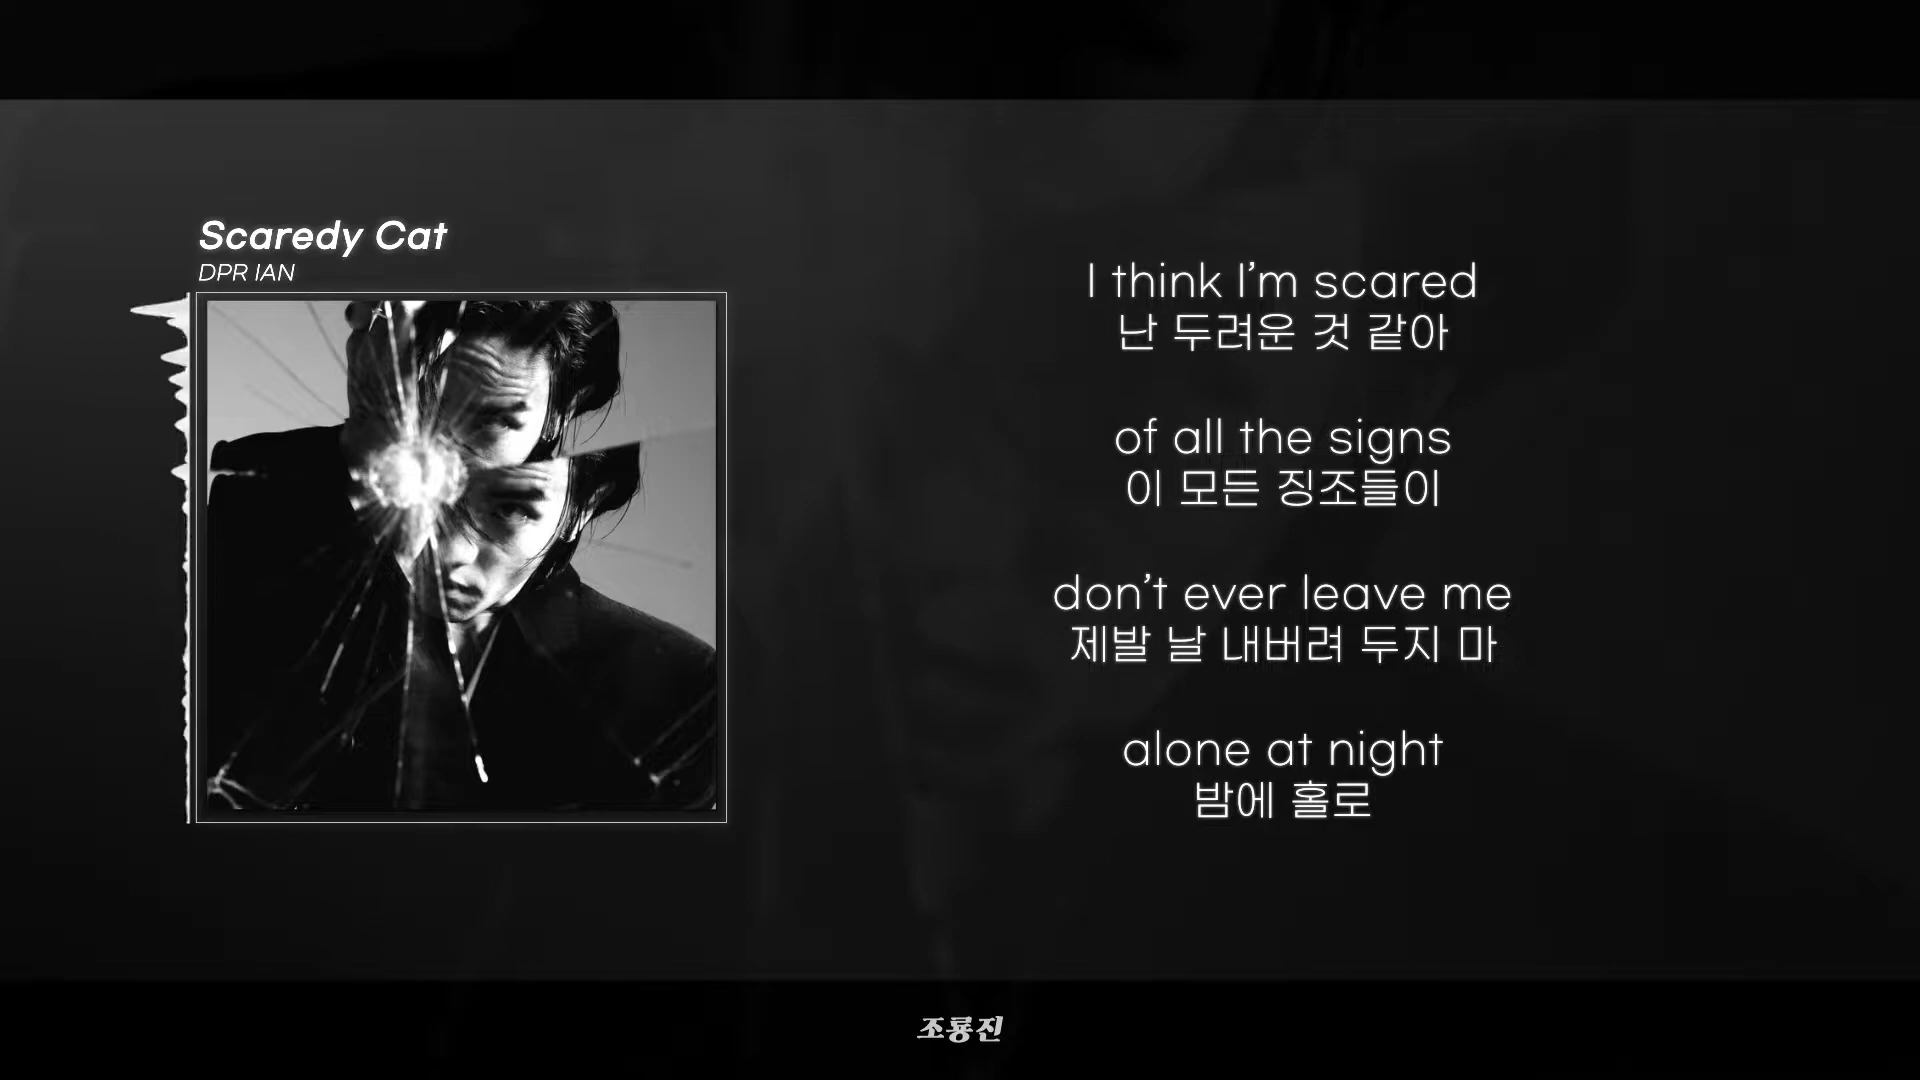 Scaredy Cat
DPR IAN
I think I’m scared
난 두려운 것 같아
of all the signs
이 모든 징조들이
don’t ever leave me
제발 날 내버려 두지 마
alone at night
밤에 홀로
조룡진